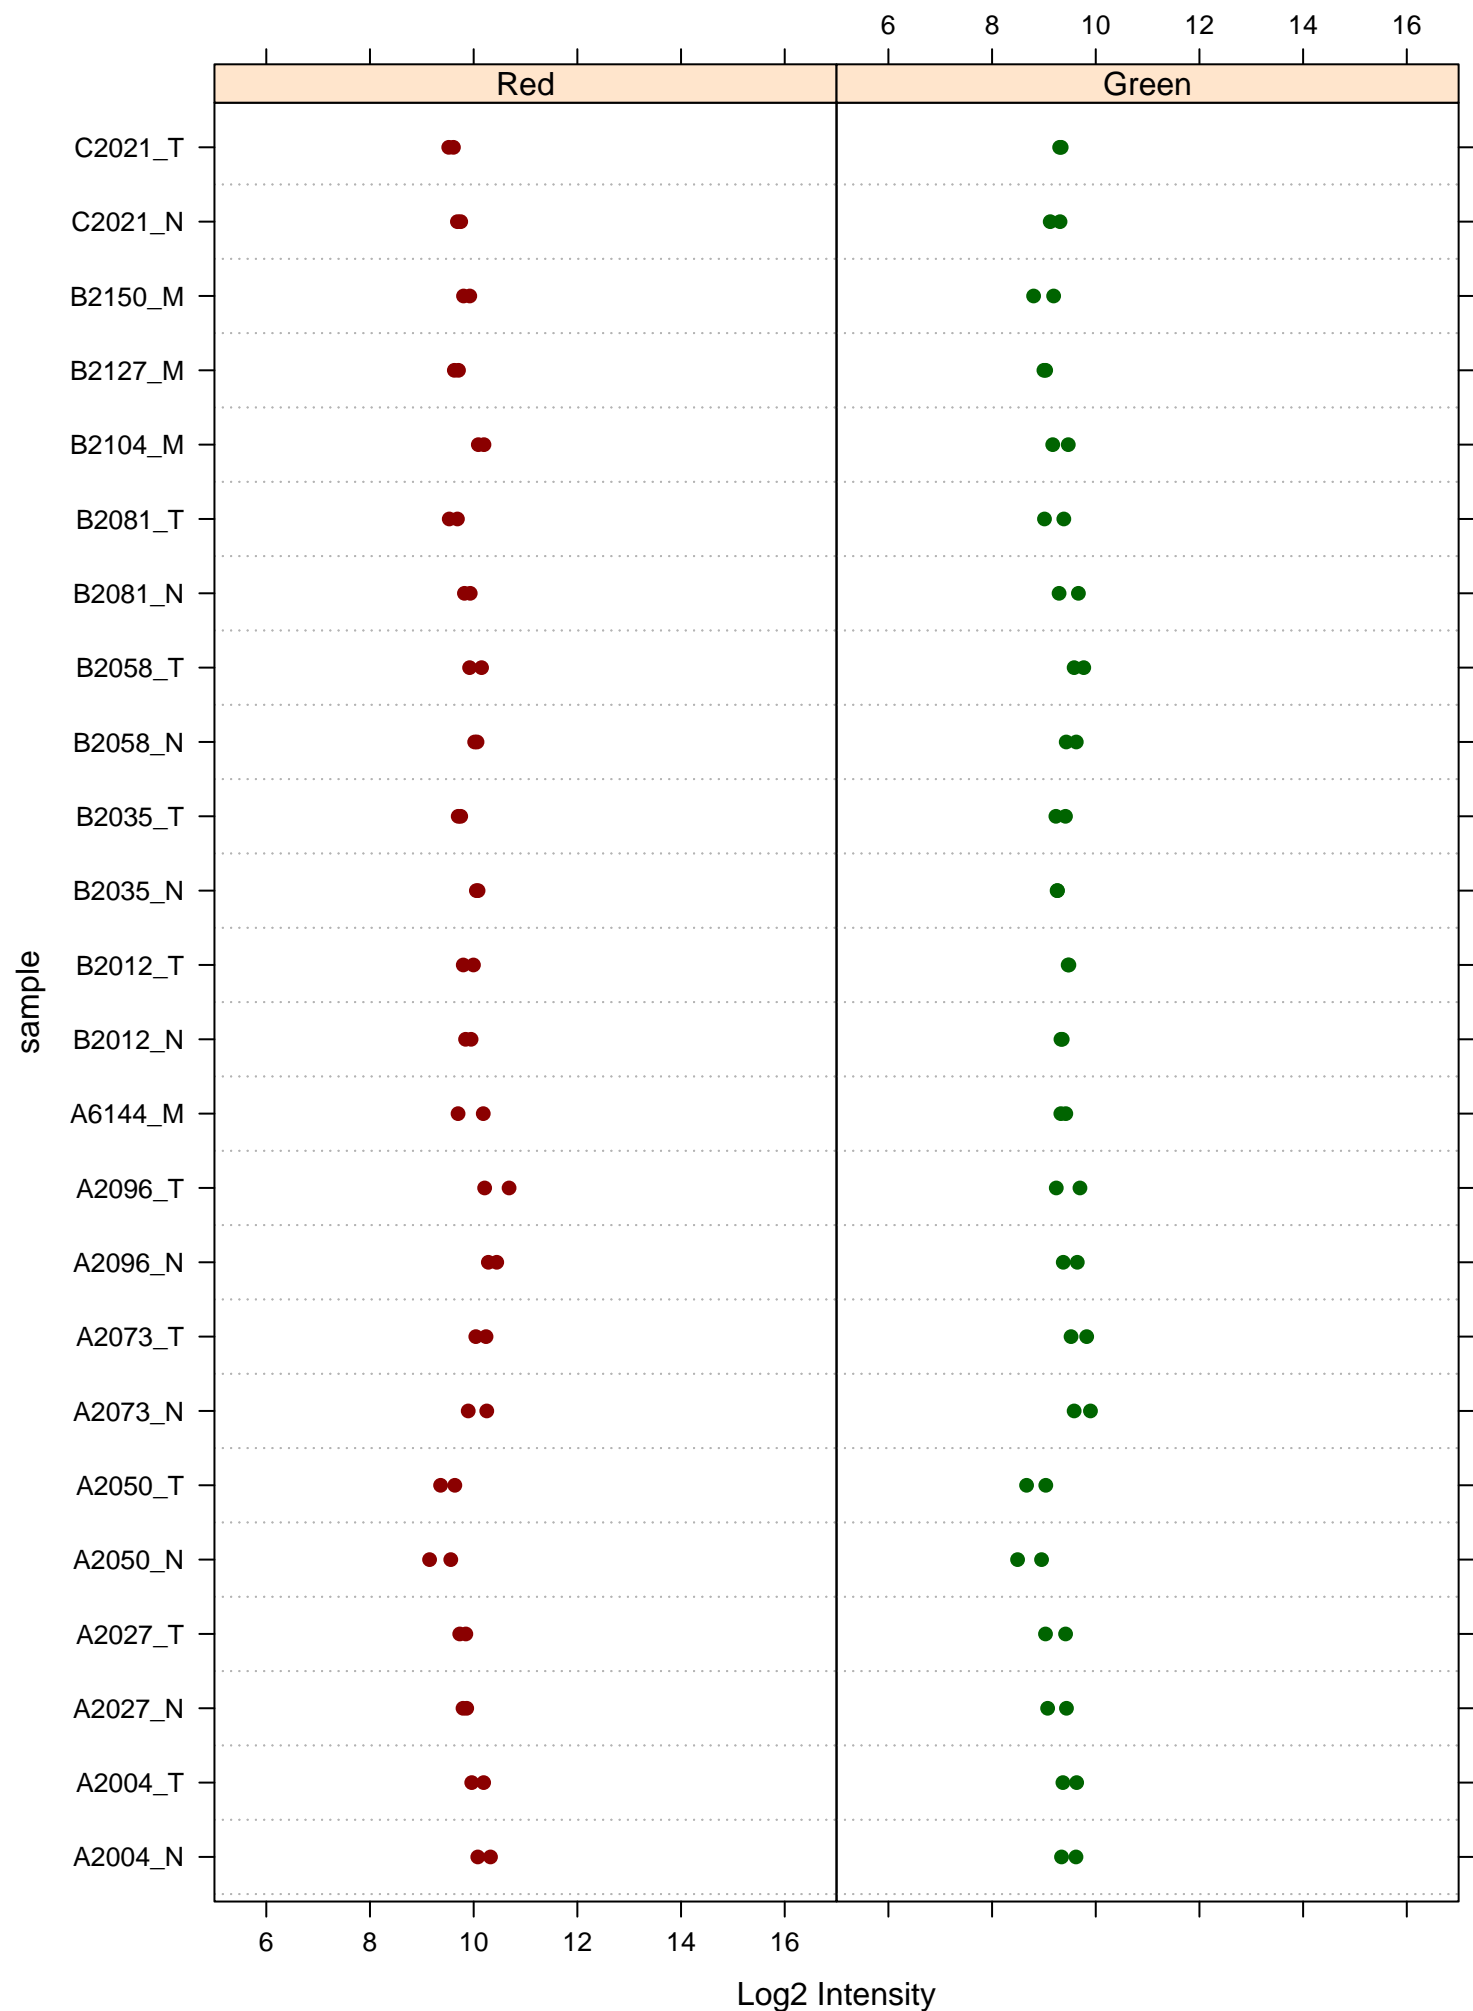 6 8 10 12 14 16
Red Green
C2021_T
C2021_N
B2150_M
B2127_M
B2104_M
B2081_T
B2081_N
B2058_T
B2058_N
B2035_T
B2035_N
B2012_T
B2012_N
A6144_M
A2096_T
A2096_N
A2073_T
A2073_N
A2050_T
A2050_N
A2027_T
A2027_N
A2004_T
A2004_N
sample
6 8 10 12 14 16
Log2 Intensity